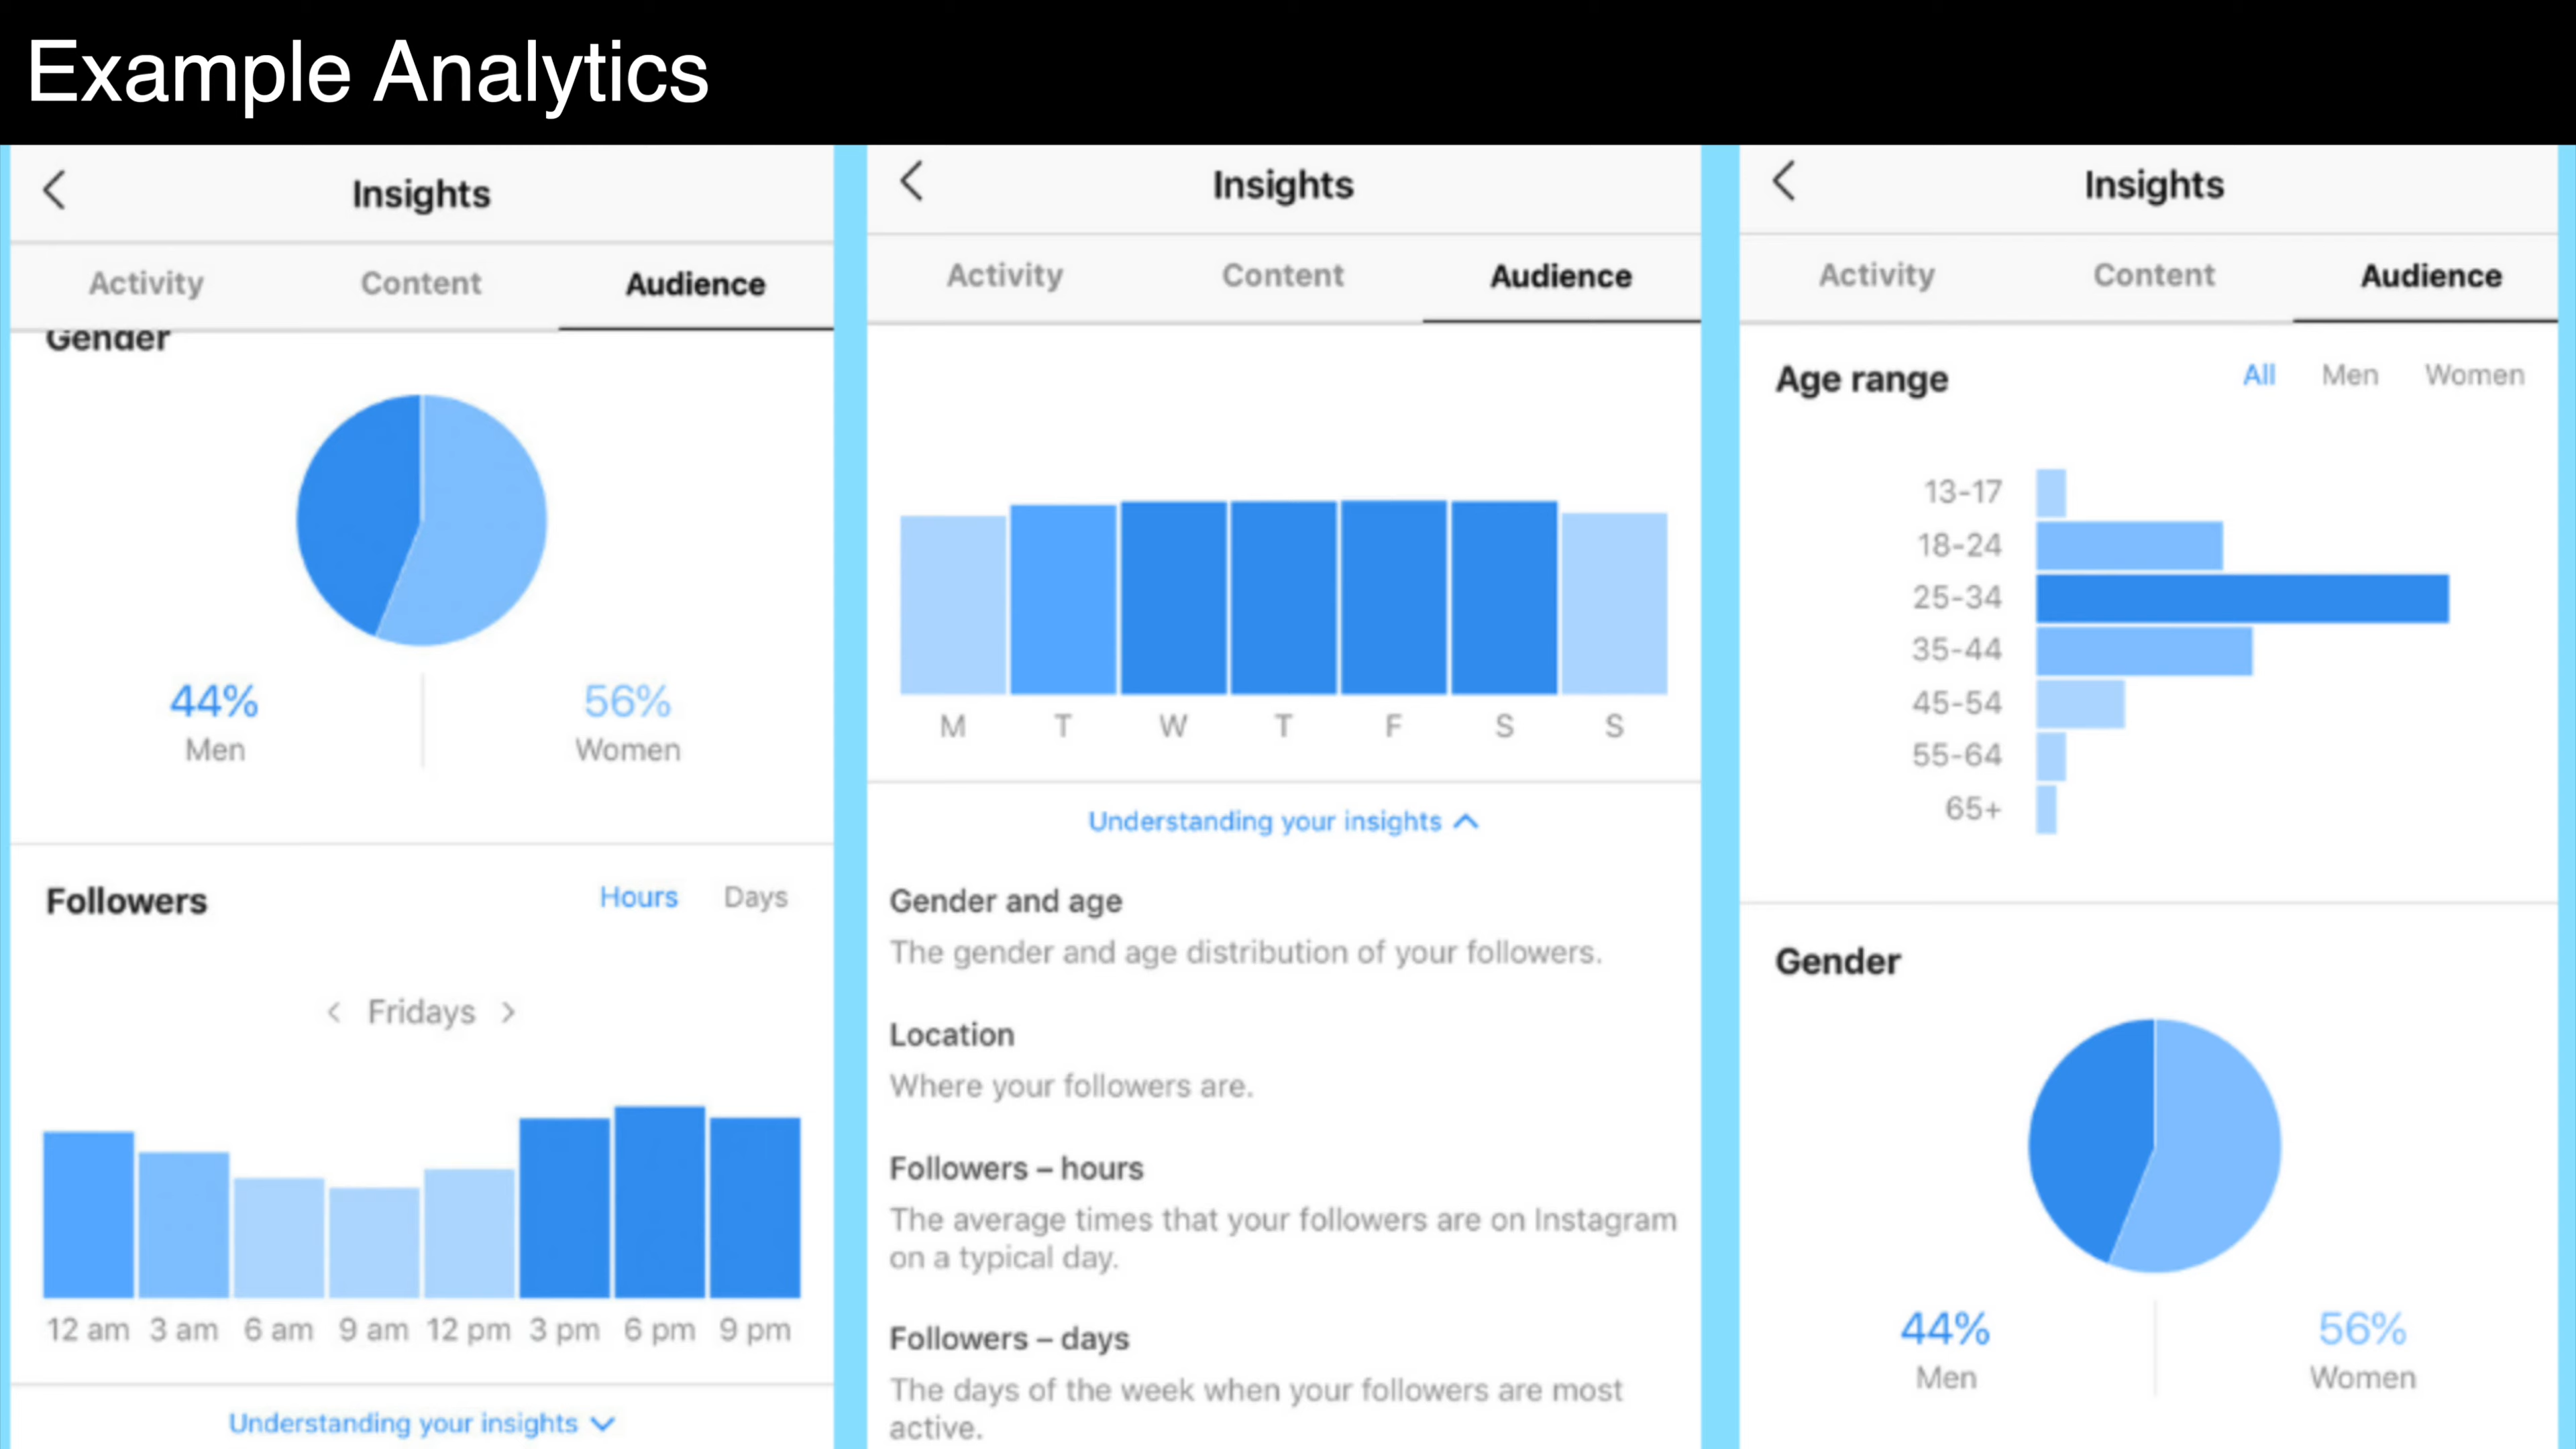 Example Analytics
Insights
Activity Content Audience
Gender
44% 56%
Men Women
Followers Hours Days
Fridays
12 am 3 am 6 am 9 am 12 pm 3 pm 6 pm 9 pm
Understanding your insights
Insights
Activity Content Audience
M T W T F S S
Understanding your insights
Gender and age
The gender and age distribution of your followers.
Location
Where your followers are.
Followers – hours
The average times that your followers are on Instagram
on a typical day.
Followers – days
The days of the week when your followers are most
active.
Insights
Activity Content Audience
Age range All Men Women
13-17
18-24
25-34
35-44
45-54
55-64
65+
Gender
44% 56%
Men Women